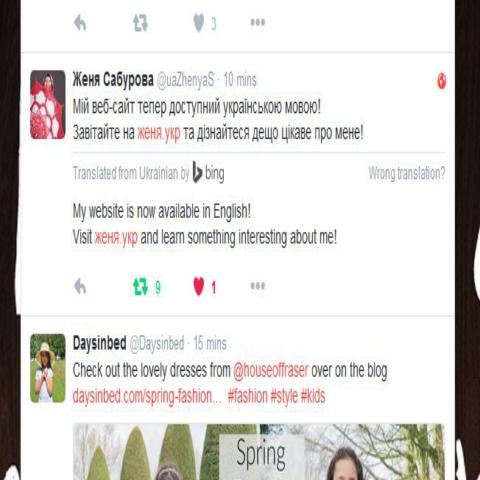 3
Женя Сабурова @uaZhenyaS · 10 mins
Мій веб-сайт тепер доступний українською мовою!
Завітайте на женя.укр та дізнайтеся дещо цікаве про мене!
Translated from Ukrainian by bing Wrong translation?
My website is now available in English!
Visit женя.укр and learn something interesting about me!
9 1
Daysinbed @Daysinbed · 15 mins
Check out the lovely dresses from @houseoffraser over on the blog
daysinbed.com/spring-fashion... #fashion #style #kids
Spring